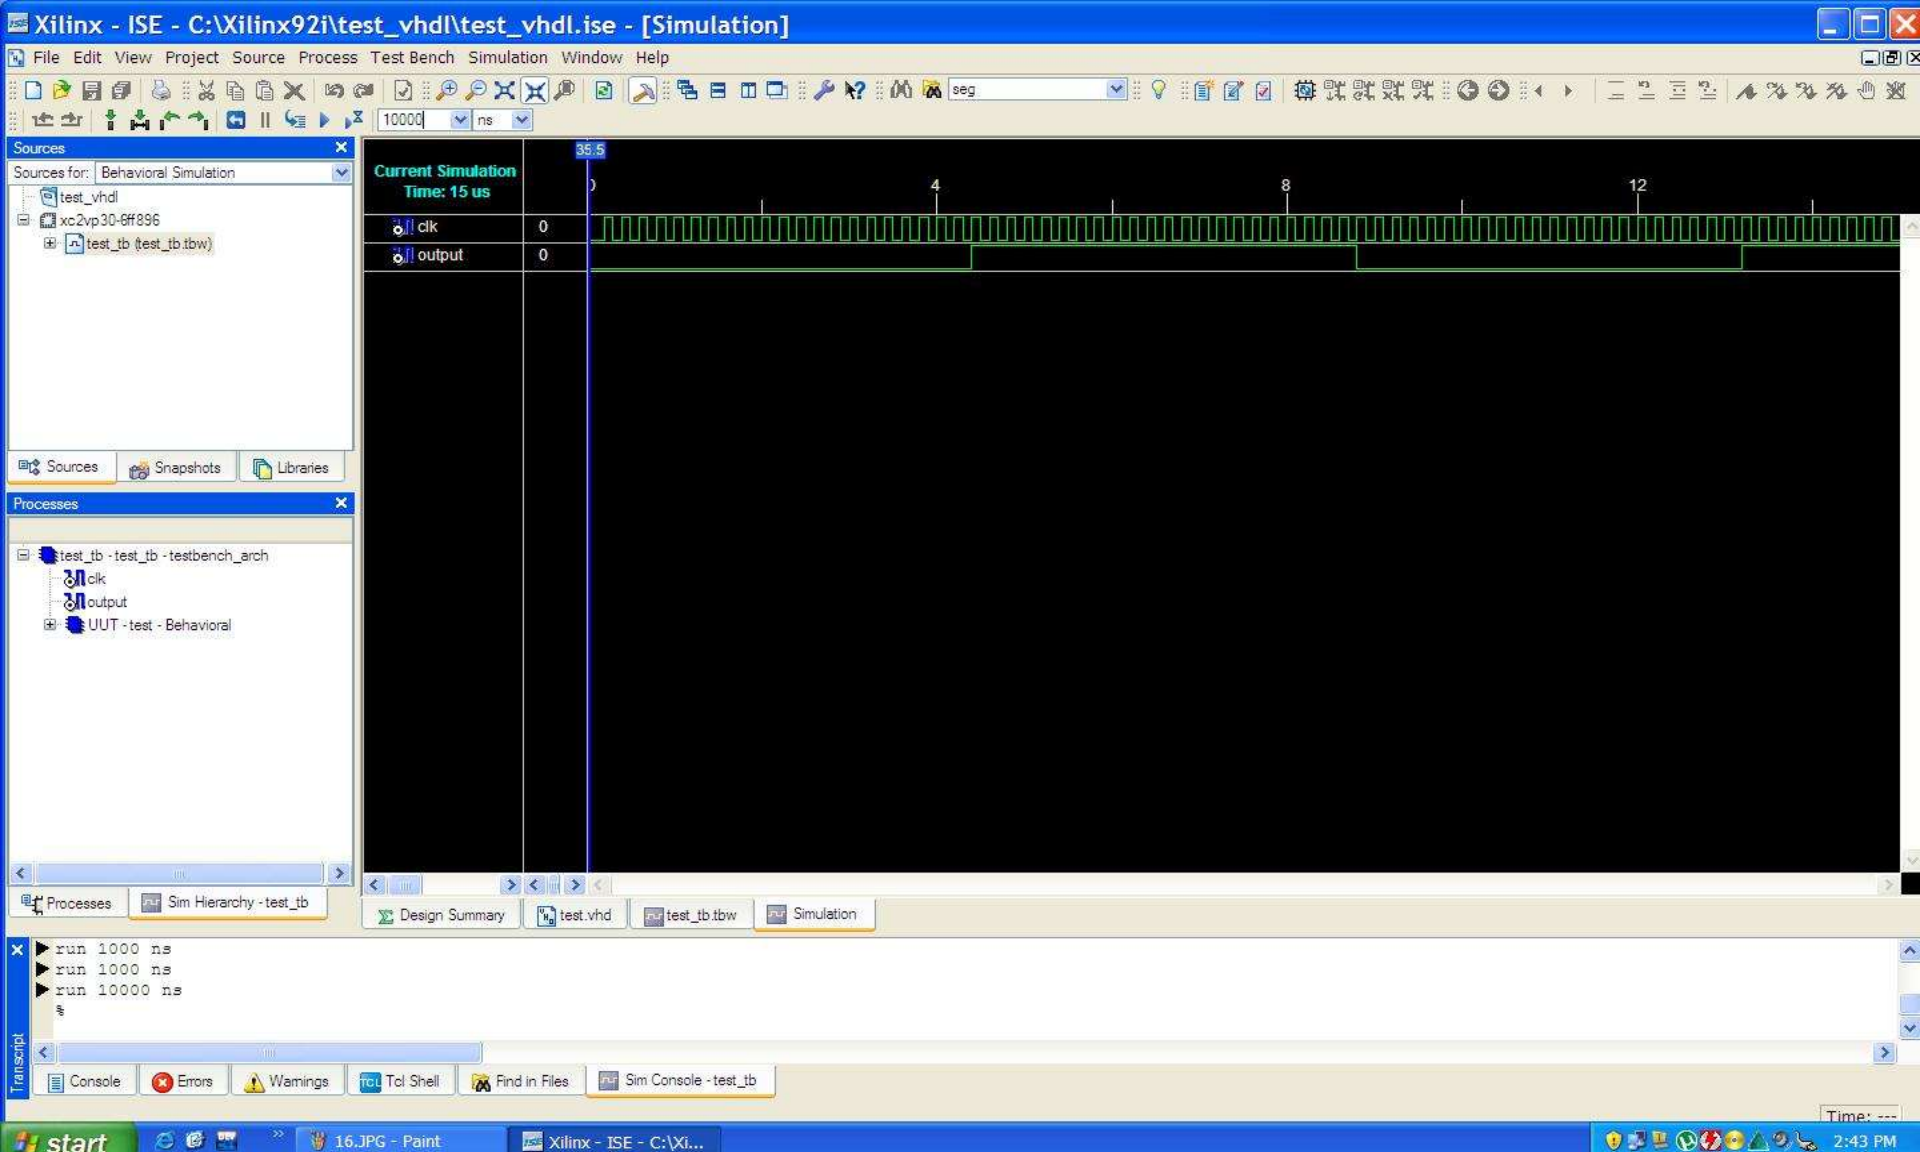 Xilinx - ISE - C:\Xilinx92i\test_vhdl\test_vhdl.ise - [Simulation]
File Edit View Project Source Process Test Bench Simulation Window Help
seg
10000 ns
Sources
Sources for: Behavioral Simulation
test_vhdl
xc2vp30-6ff896
test_tb (test_tb.tbw)
Sources Snapshots Libraries
Processes
test_tb - test_tb - testbench_arch
clk
output
UUT - test - Behavioral
Processes Sim Hierarchy - test_tb
35.5
Current Simulation
Time: 15 us
0 4 8 12
clk 0
output 0
Design Summary test.vhd test_tb.tbw Simulation
run 1000 ns
run 1000 ns
run 10000 ns
%
Transcript
Console Errors Warnings Tcl Shell Find in Files Sim Console - test_tb
Time: ---
start 16.JPG - Paint Xilinx - ISE - C:\Xi... 2:43 PM